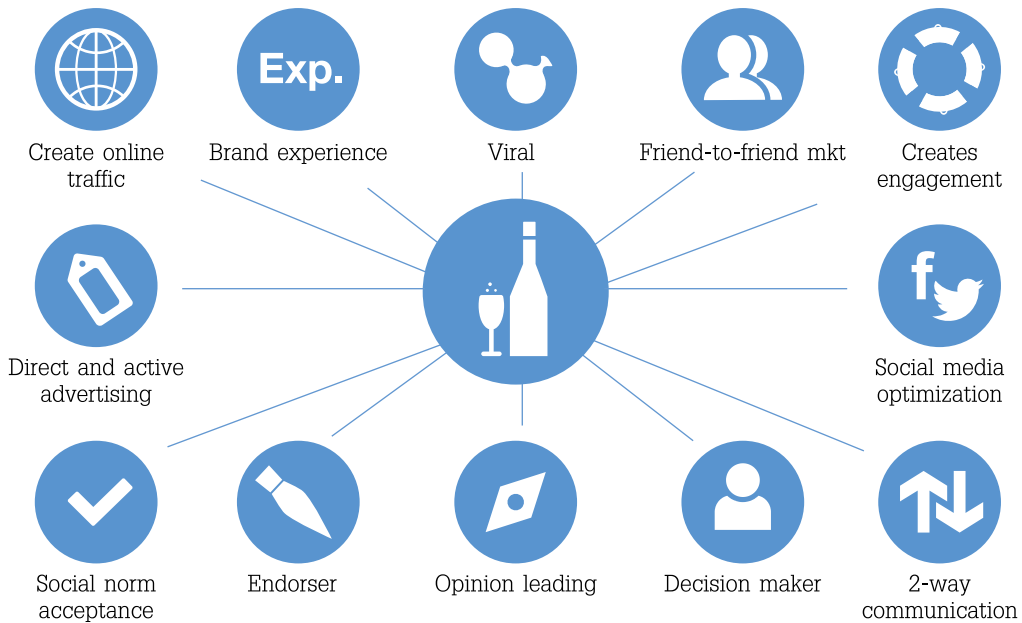 Exp.
Create online
traffic
Brand experience
Viral
Friend-to-friend mkt
Creates
engagement
Direct and active
advertising
f
Social media
optimization
Social norm
acceptance
Endorser
Opinion leading
Decision maker
2-way
communication